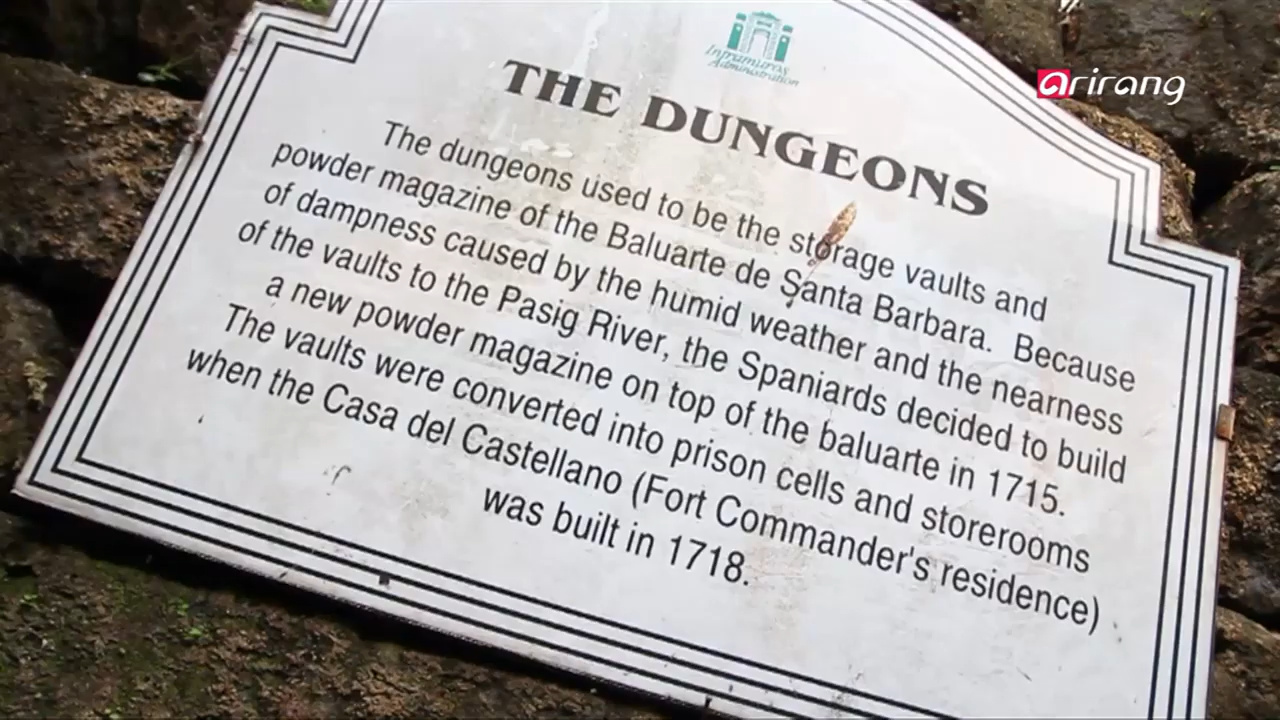 Intramuros
Administration
arirang
THE DUNGEONS
The dungeons used to be the storage vaults and
powder magazine of the Baluarte de Santa Barbara. Because
of dampness caused by the humid weather and the nearness
of the vaults to the Pasig River, the Spaniards decided to build
a new powder magazine on top of the baluarte in 1715.
The vaults were converted into prison cells and storerooms
when the Casa del Castellano (Fort Commander's residence)
was built in 1718.